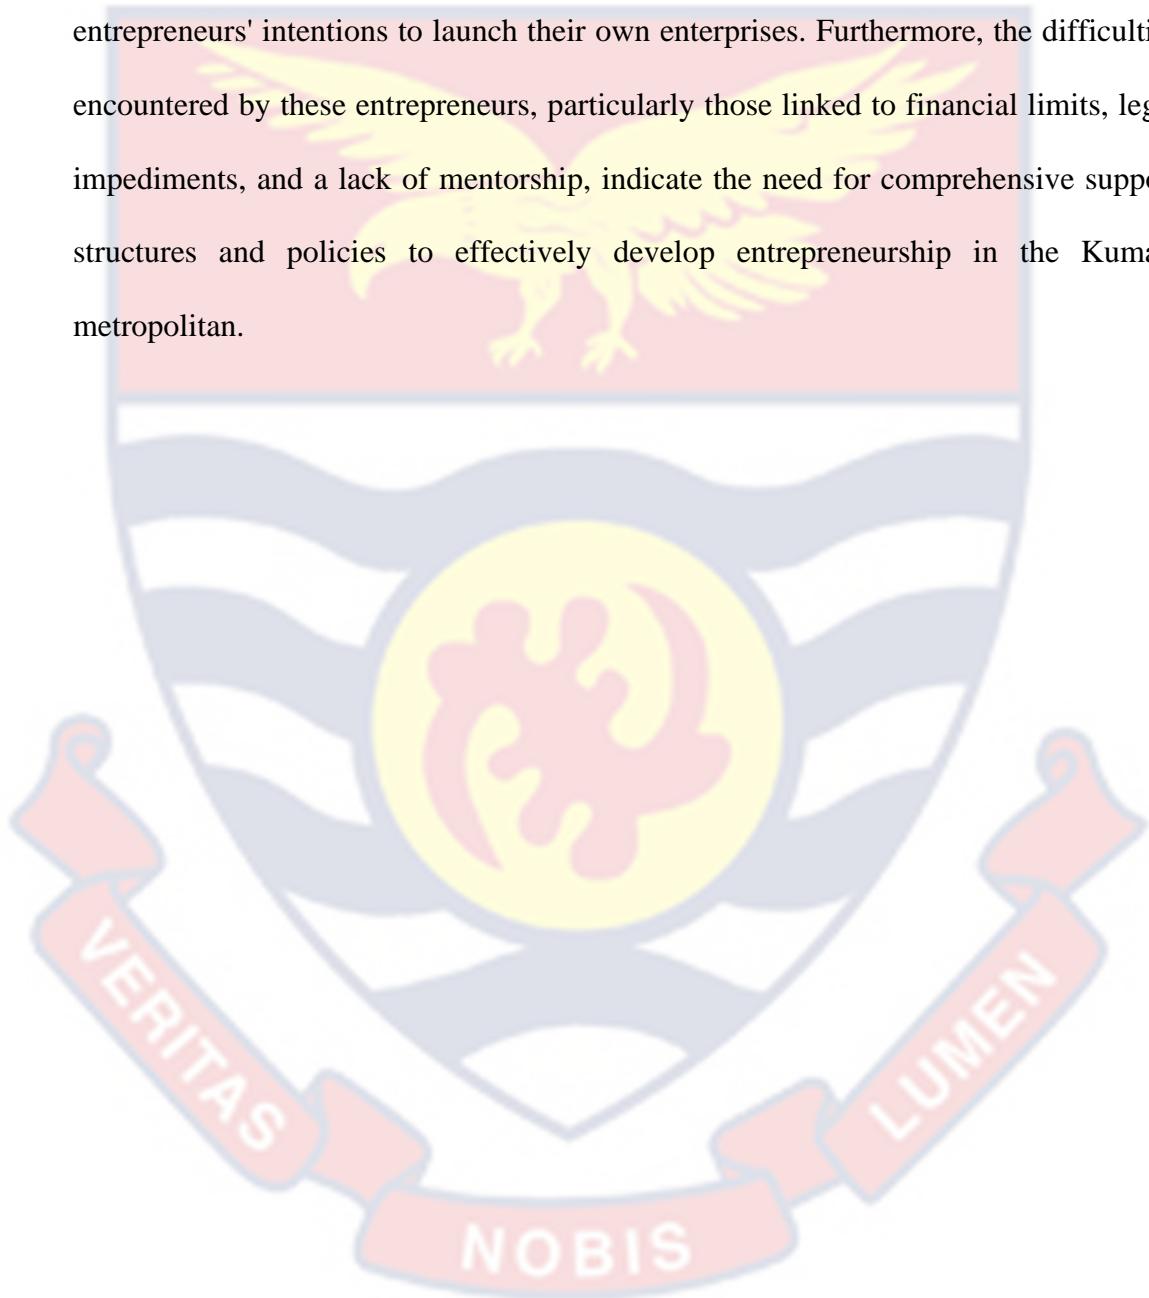 entrepreneurs' intentions to launch their own enterprises. Furthermore, the difficulti
encountered by these entrepreneurs, particularly those linked to financial limits, leg
impediments, and a lack of mentorship, indicate the need for comprehensive suppo
structures and policies to effectively develop entrepreneurship in the Kuma
metropolitan.
VERITAS
NOBIS
LUMEN